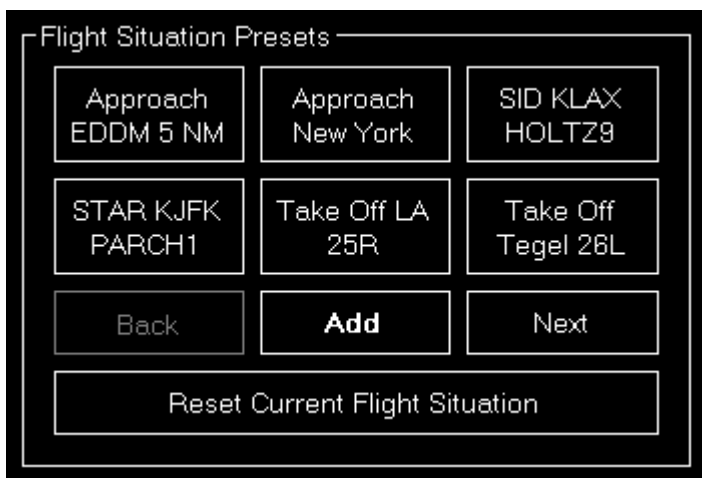 Flight Situation Presets
Approach
EDDM 5 NM
Approach
New York
SID KLAX
HOLTZ9
STAR KJFK
PARCH1
Take Off LA
25R
Take Off
Tegel 26L
Back
Add
Next
Reset Current Flight Situation